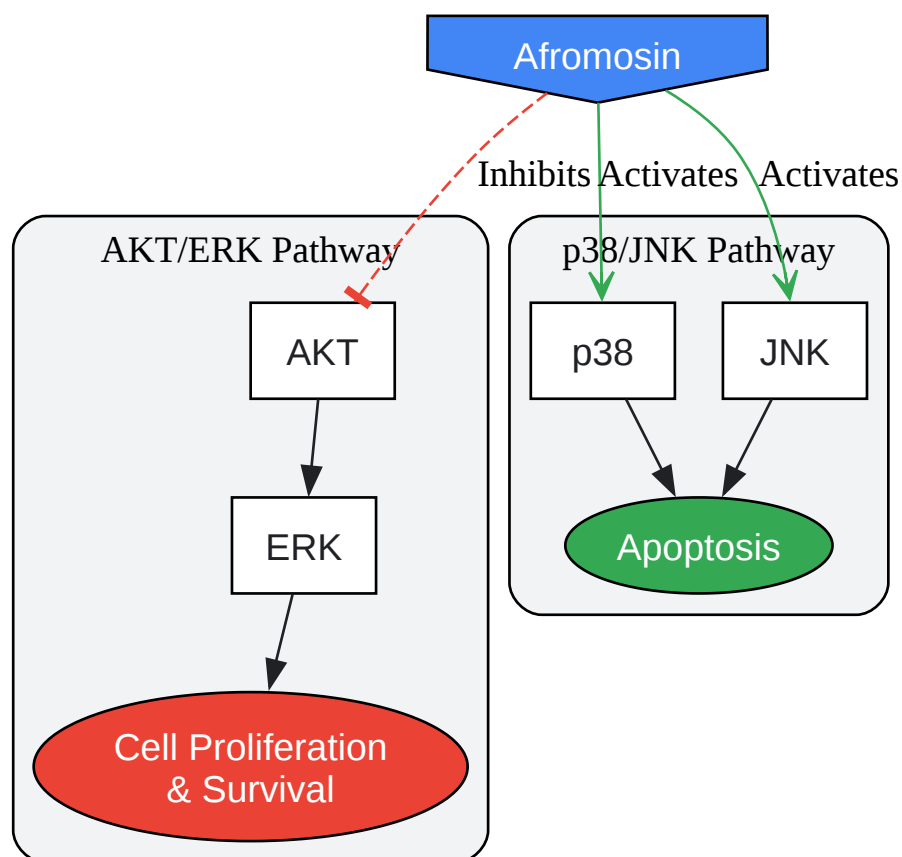 Afromosin
Inhibits Activates Activates
AKT/ERK Pathway
p38/JNK Pathway
AKT
p38
JNK
ERK
Apoptosis
Cell Proliferation
& Survival